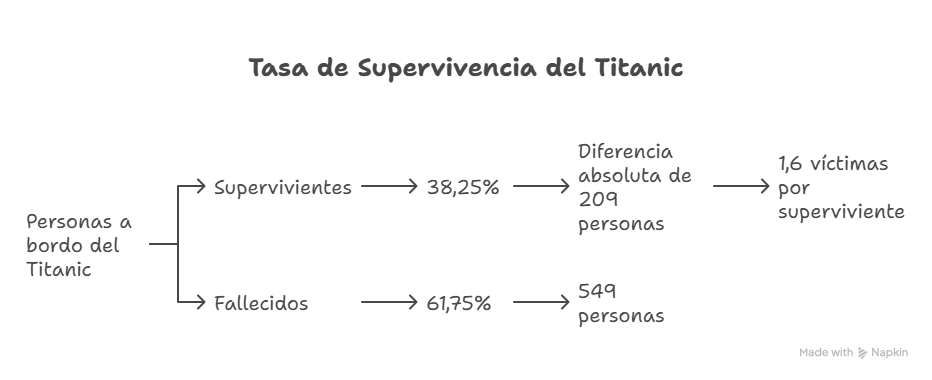 Tasa de Supervivencia del Titanic
Personas a
bordo del
Titanic
Supervivientes
38,25%
Diferencia
absoluta de
209
personas
1,6 víctimas
por
superviviente
Fallecidos
61,75%
549
personas
Made with Napkin